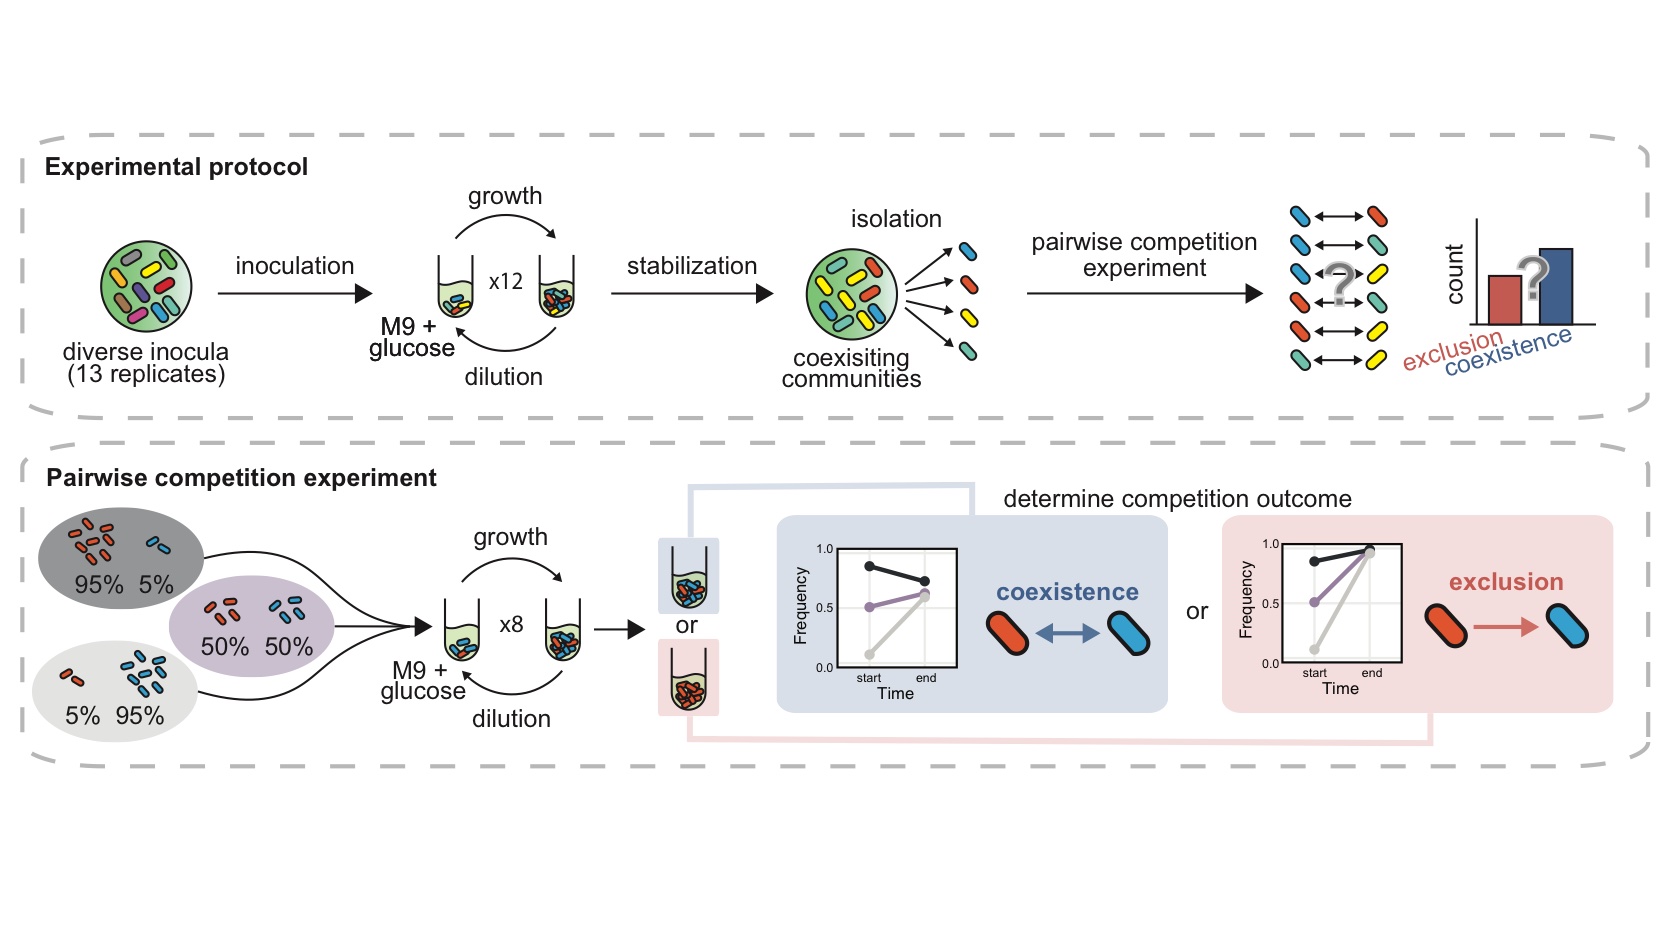 Experimental protocol
diverse inocula
(13 replicates)
inoculation
growth
x12
M9 +
glucose
dilution
stabilization
isolation
coexisiting
communities
pairwise competition
experiment
?
count
?
exclusion
coexistence
Pairwise competition experiment
95% 5%
50% 50%
5% 95%
growth
x8
M9 +
glucose
dilution
or
determine competition outcome
Frequency
1.0
0.5
0.0
start end
Time
coexistence
or
Frequency
1.0
0.5
0.0
start end
Time
exclusion